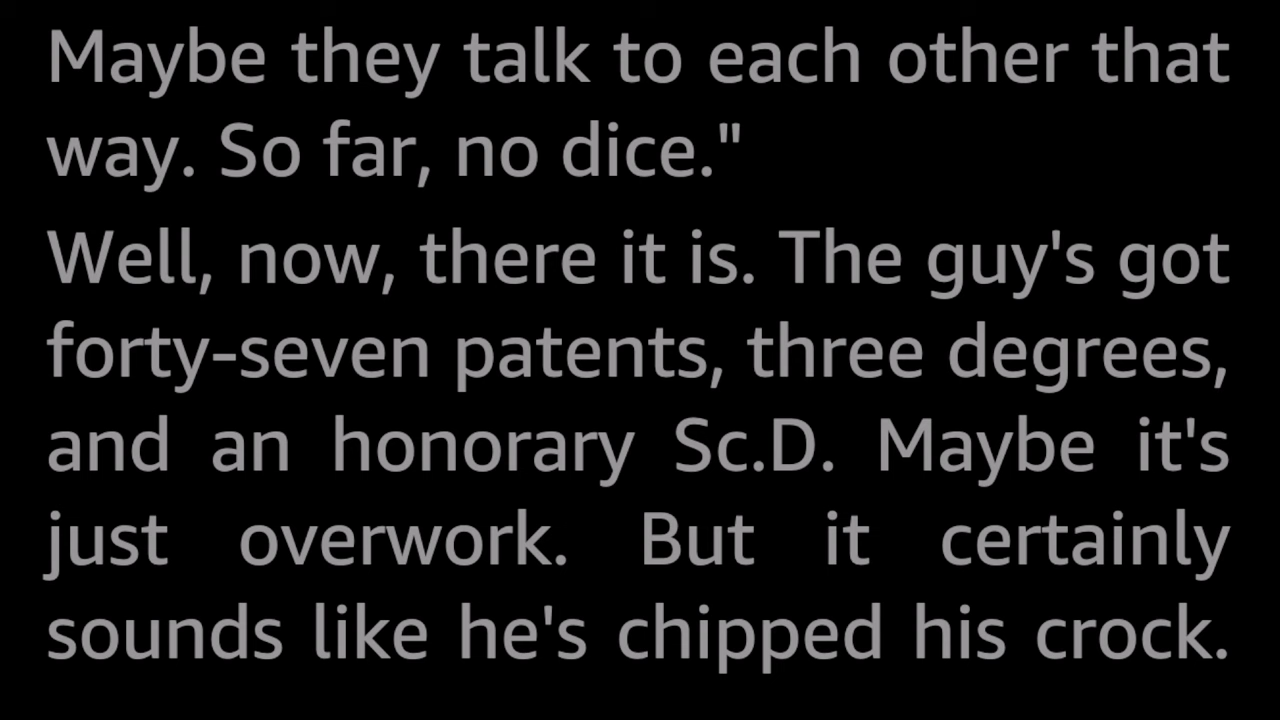 Maybe they talk to each other that
way. So far, no dice."
Well, now, there it is. The guy's got
forty-seven patents, three degrees,
and an honorary Sc.D. Maybe it's
just overwork. But it certainly
sounds like he's chipped his crock.